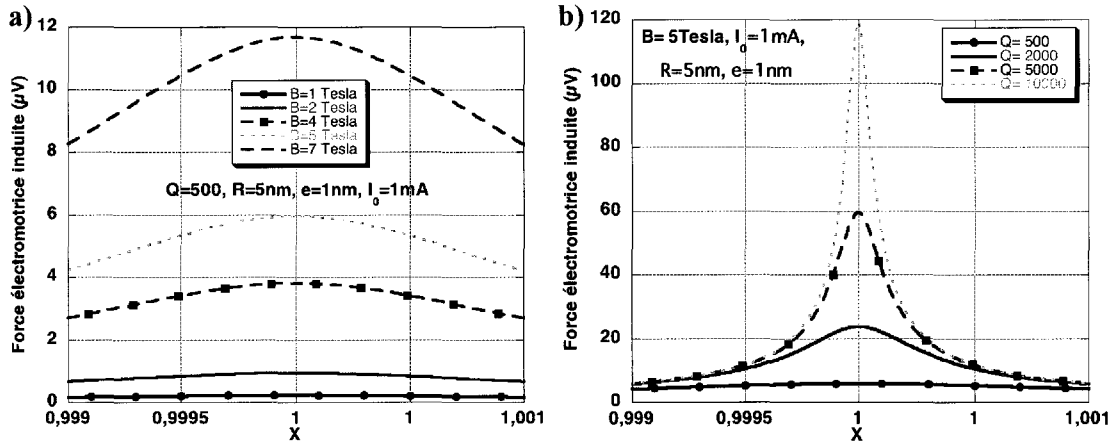 a)
Force électromotrice induite (µV)
12
10
8
6
4
2
0
B=1 Tesla
B=2 Tesla
B=4 Tesla
B=5 Tesla
B=7 Tesla
Q=500, R=5nm, e=1nm, I0=1mA
0,999
0,9995
1
1
1,001
X
b)
Force électromotrice induite (µV)
120
100
80
60
40
20
0
B= 5Tesla, I0=1mA,
R=5nm, e=1nm
Q= 500
Q= 2000
Q= 5000
Q= 10000
0,999
0,9995
1
1
1,001
X